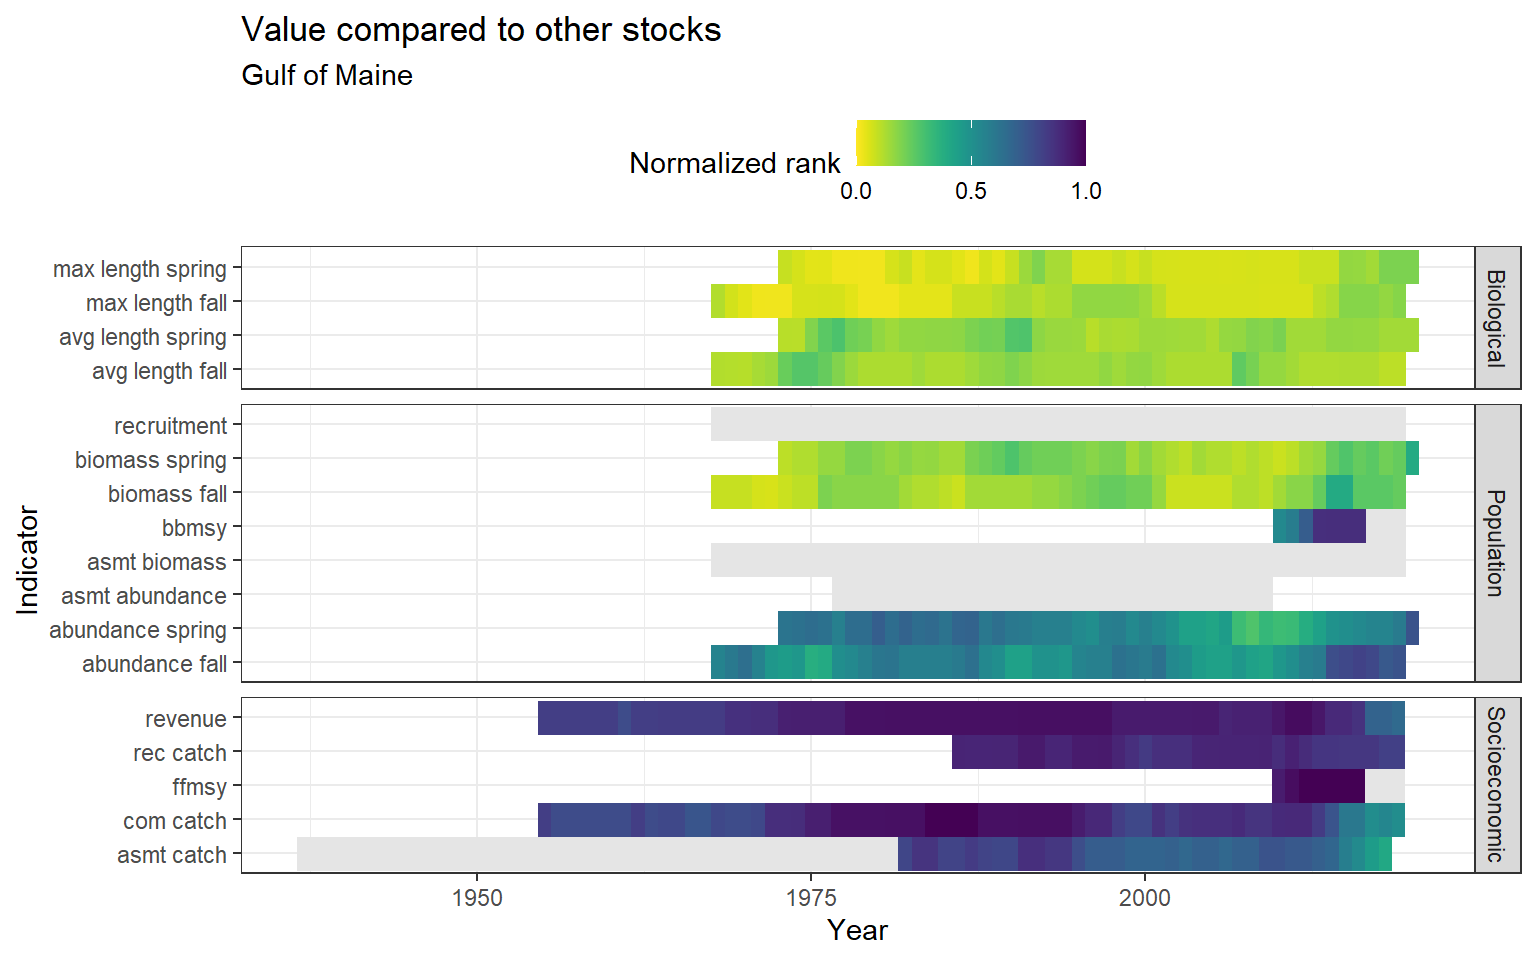 Value compared to other stocks
Gulf of Maine
Normalized rank
0.0 0.5 1.0
max length spring
max length fall
avg length spring
avg length fall
Biological
recruitment
biomass spring
biomass fall
bbmsy
asmt biomass
asmt abundance
abundance spring
abundance fall
Population
revenue
rec catch
ffmsy
com catch
asmt catch
Socioeconomic
Indicator
1950 1975 2000
Year